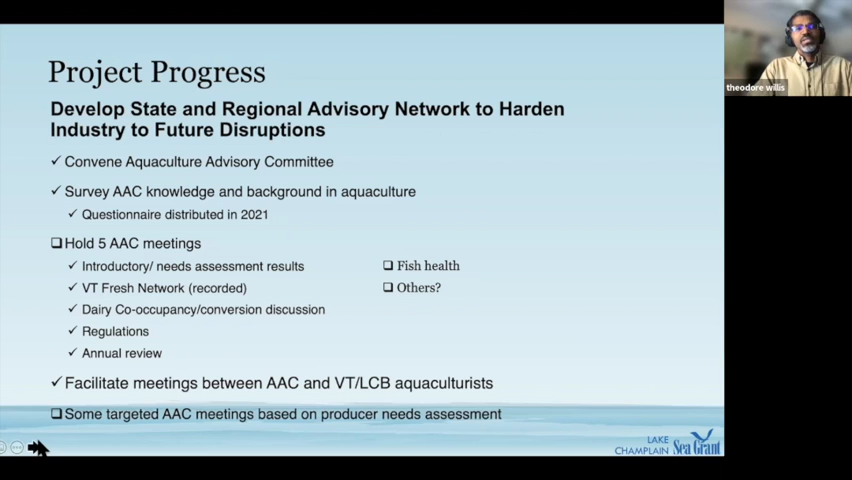 Project Progress
Develop State and Regional Advisory Network to Harden
Industry to Future Disruptions
✓ Convene Aquaculture Advisory Committee
✓ Survey AAC knowledge and background in aquaculture
✓ Questionnaire distributed in 2021
❑ Hold 5 AAC meetings
✓ Introductory/ needs assessment results
✓ VT Fresh Network (recorded)
✓ Dairy Co-occupancy/conversion discussion
✓ Regulations
✓ Annual review
❑ Fish health
❑ Others?
✓ Facilitate meetings between AAC and VT/LCB aquaculturists
❑ Some targeted AAC meetings based on producer needs assessment
LAKE
CHAMPLAIN
Sea Grant
theodore willis